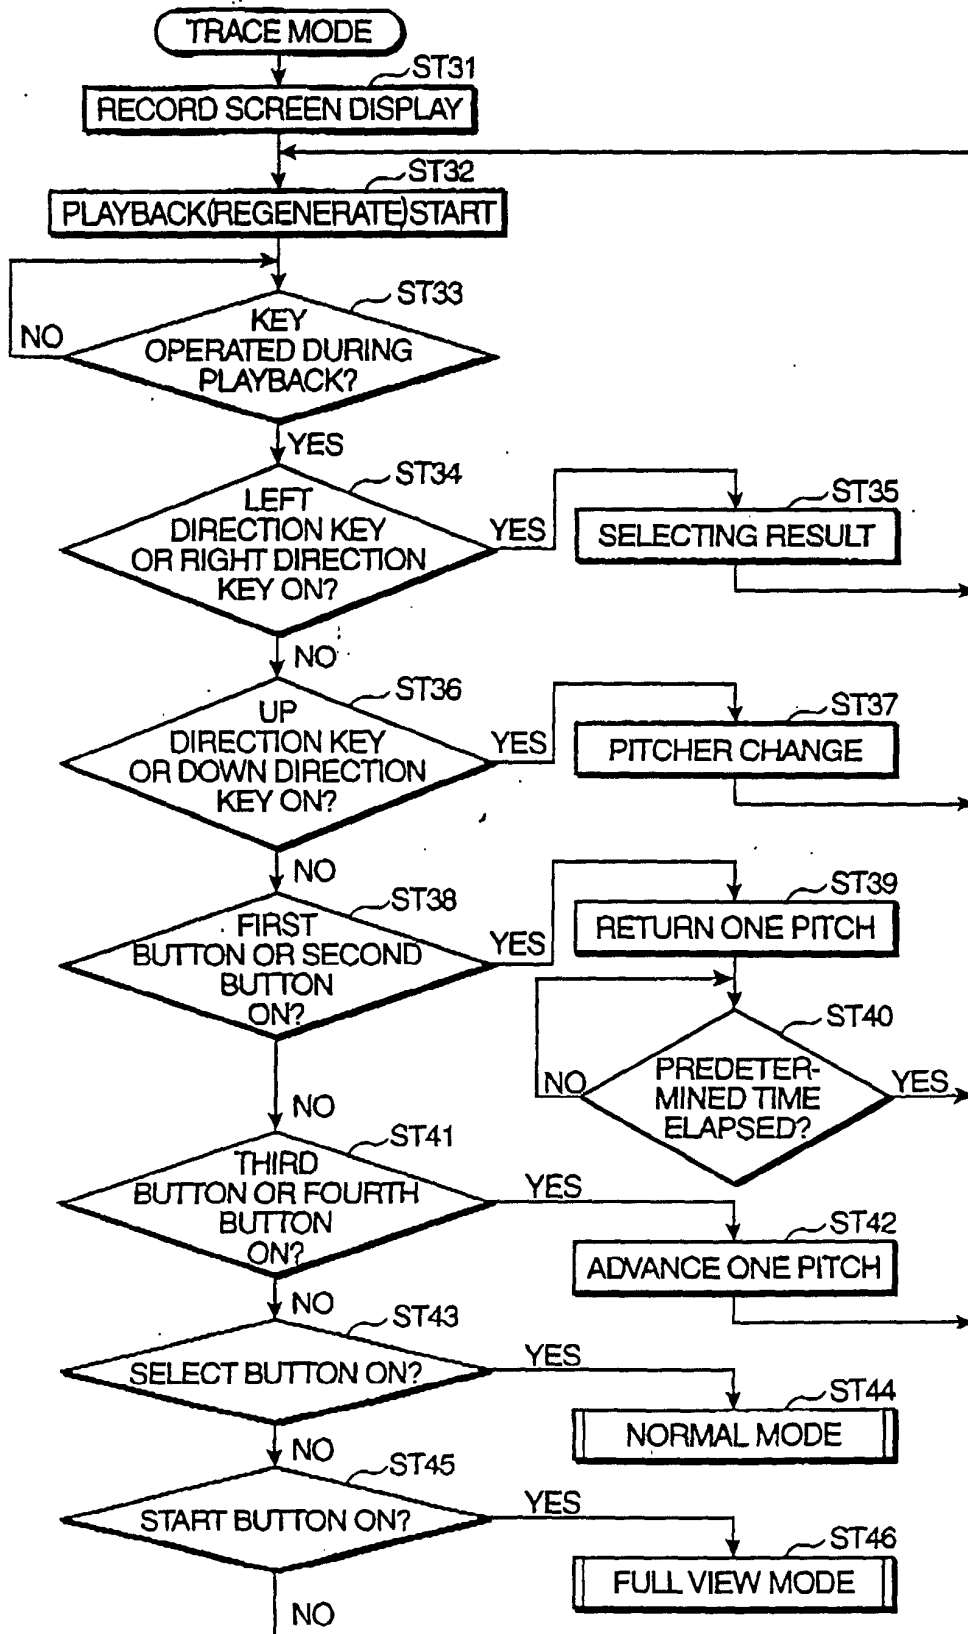 TRACE MODE
ST31
RECORD SCREEN DISPLAY
ST32
PLAYBACK(REGENERATE)START
ST33
KEY
OPERATED DURING
PLAYBACK?
NO
YES
ST34
LEFT
DIRECTION KEY
OR RIGHT DIRECTION
KEY ON?
YES
ST35
SELECTING RESULT
NO
ST36
UP
DIRECTION KEY
OR DOWN DIRECTION
KEY ON?
YES
ST37
PITCHER CHANGE
NO
ST38
FIRST
BUTTON OR SECOND
BUTTON
ON?
YES
ST39
RETURN ONE PITCH
ST40
PREDETER-
MINED TIME
ELAPSED?
NO
YES
NO
ST41
THIRD
BUTTON OR FOURTH
BUTTON
ON?
YES
ST42
ADVANCE ONE PITCH
NO
ST43
SELECT BUTTON ON?
YES
ST44
NORMAL MODE
NO
ST45
START BUTTON ON?
YES
ST46
FULL VIEW MODE
NO